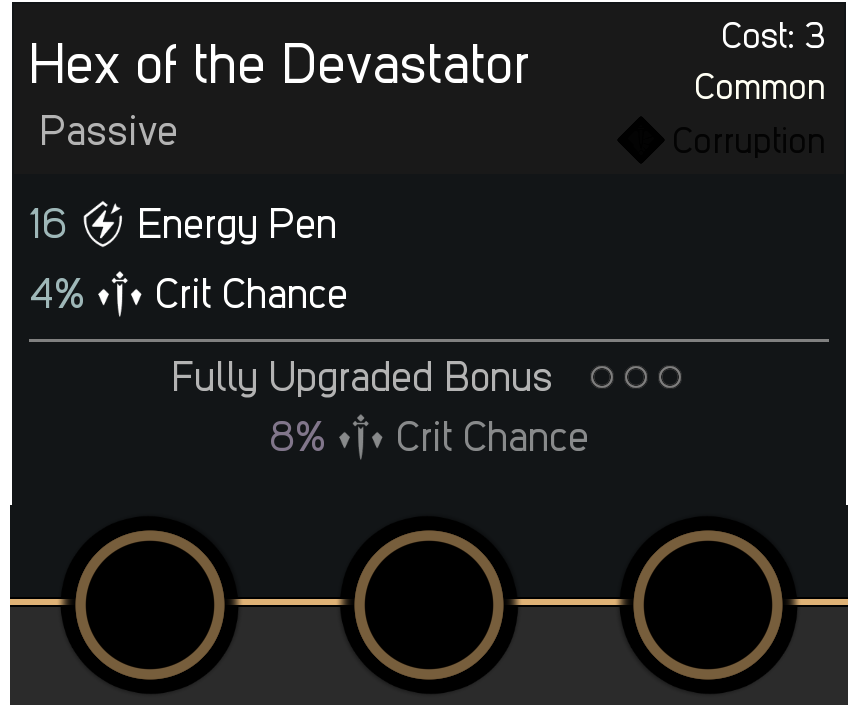 Hex of the Devastator
Cost: 3
Common
Passive
Corruption
16 Energy Pen
4% Crit Chance
Fully Upgraded Bonus
8% Crit Chance